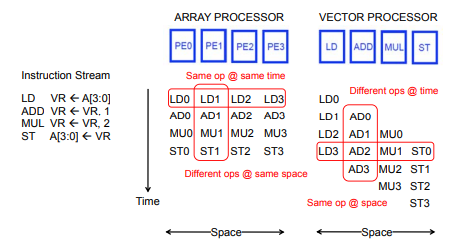 ARRAY PROCESSOR
VECTOR PROCESSOR
PE0 PE1 PE2 PE3
LD ADD MUL ST
Instruction Stream
LD VR ← A[3:0]
ADD VR ← VR, 1
MUL VR ← VR, 2
ST A[3:0] ← VR
Same op @ same time
LD0 LD1 LD2 LD3
AD0 AD1 AD2 AD3
MU0 MU1 MU2 MU3
ST0 ST1 ST2 ST3
Different ops @ same space
Time
Space
Different ops @ time
LD0
LD1 AD0
LD2 AD1 MU0
LD3 AD2 MU1 ST0
AD3 MU2 ST1
MU3 ST2
ST3
Same op @ space
Space